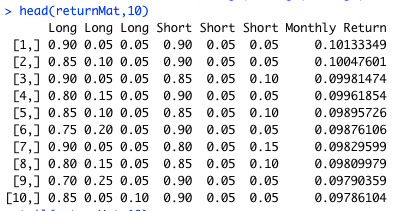 > head(returnMat,10)
Long Long Long Short Short Short Monthly Return
[1,] 0.90 0.05 0.05 0.90 0.05 0.05 0.10133349
[2,] 0.85 0.10 0.05 0.90 0.05 0.05 0.10047601
[3,] 0.90 0.05 0.05 0.85 0.05 0.10 0.09981474
[4,] 0.80 0.15 0.05 0.90 0.05 0.05 0.09961854
[5,] 0.85 0.10 0.05 0.85 0.05 0.10 0.09895726
[6,] 0.75 0.20 0.05 0.90 0.05 0.05 0.09876106
[7,] 0.90 0.05 0.05 0.80 0.05 0.15 0.09829599
[8,] 0.80 0.15 0.05 0.85 0.05 0.10 0.09809979
[9,] 0.70 0.25 0.05 0.90 0.05 0.05 0.09790359
[10,] 0.85 0.05 0.10 0.90 0.05 0.05 0.09786104